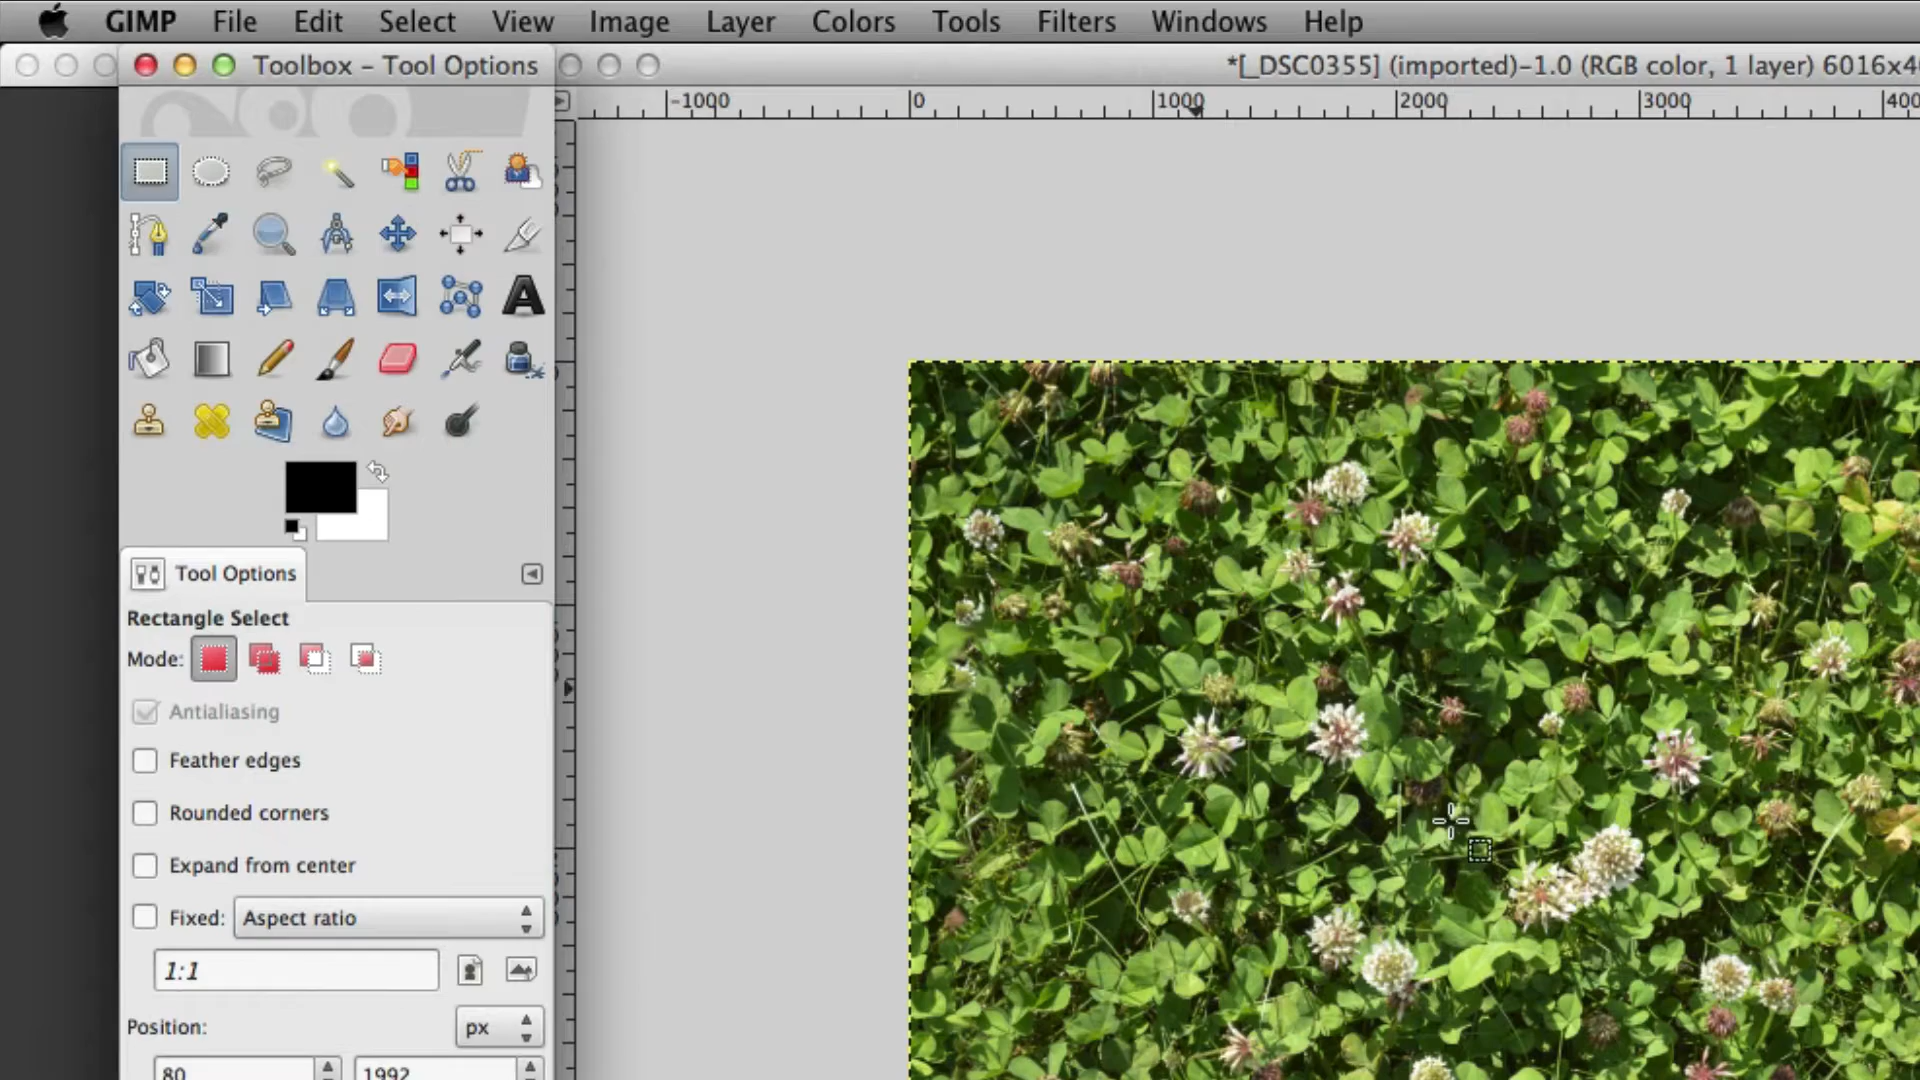 GIMP File Edit Select View Image Layer Colors Tools Filters Windows Help
Toolbox – Tool Options
*[_DSC0355] (imported)-1.0 (RGB color, 1 layer) 6016x4
-1000 0 1000 2000 3000 400
Tool Options
Rectangle Select
Mode:
Antialiasing
Feather edges
Rounded corners
Expand from center
Fixed: Aspect ratio
1:1
Position: px
80 1992